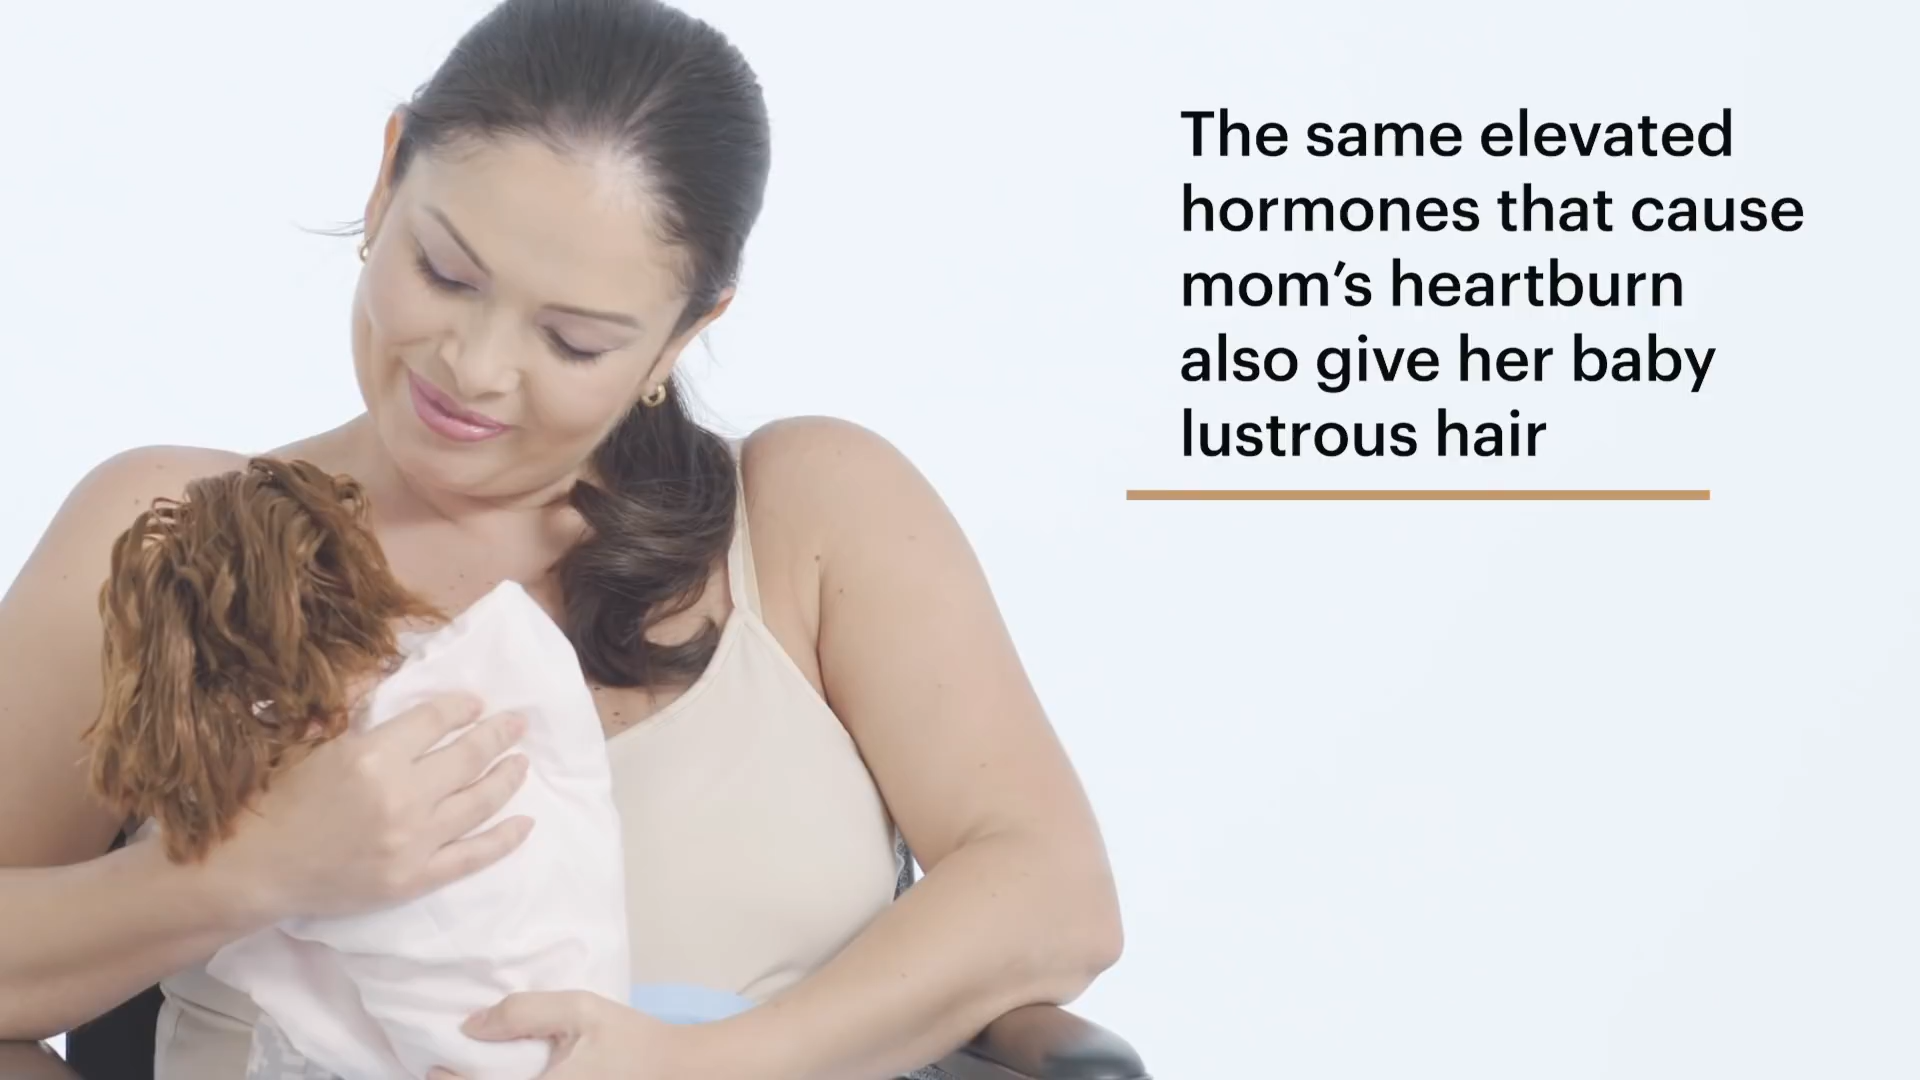 The same elevated
hormones that cause
mom’s heartburn
also give her baby
lustrous hair